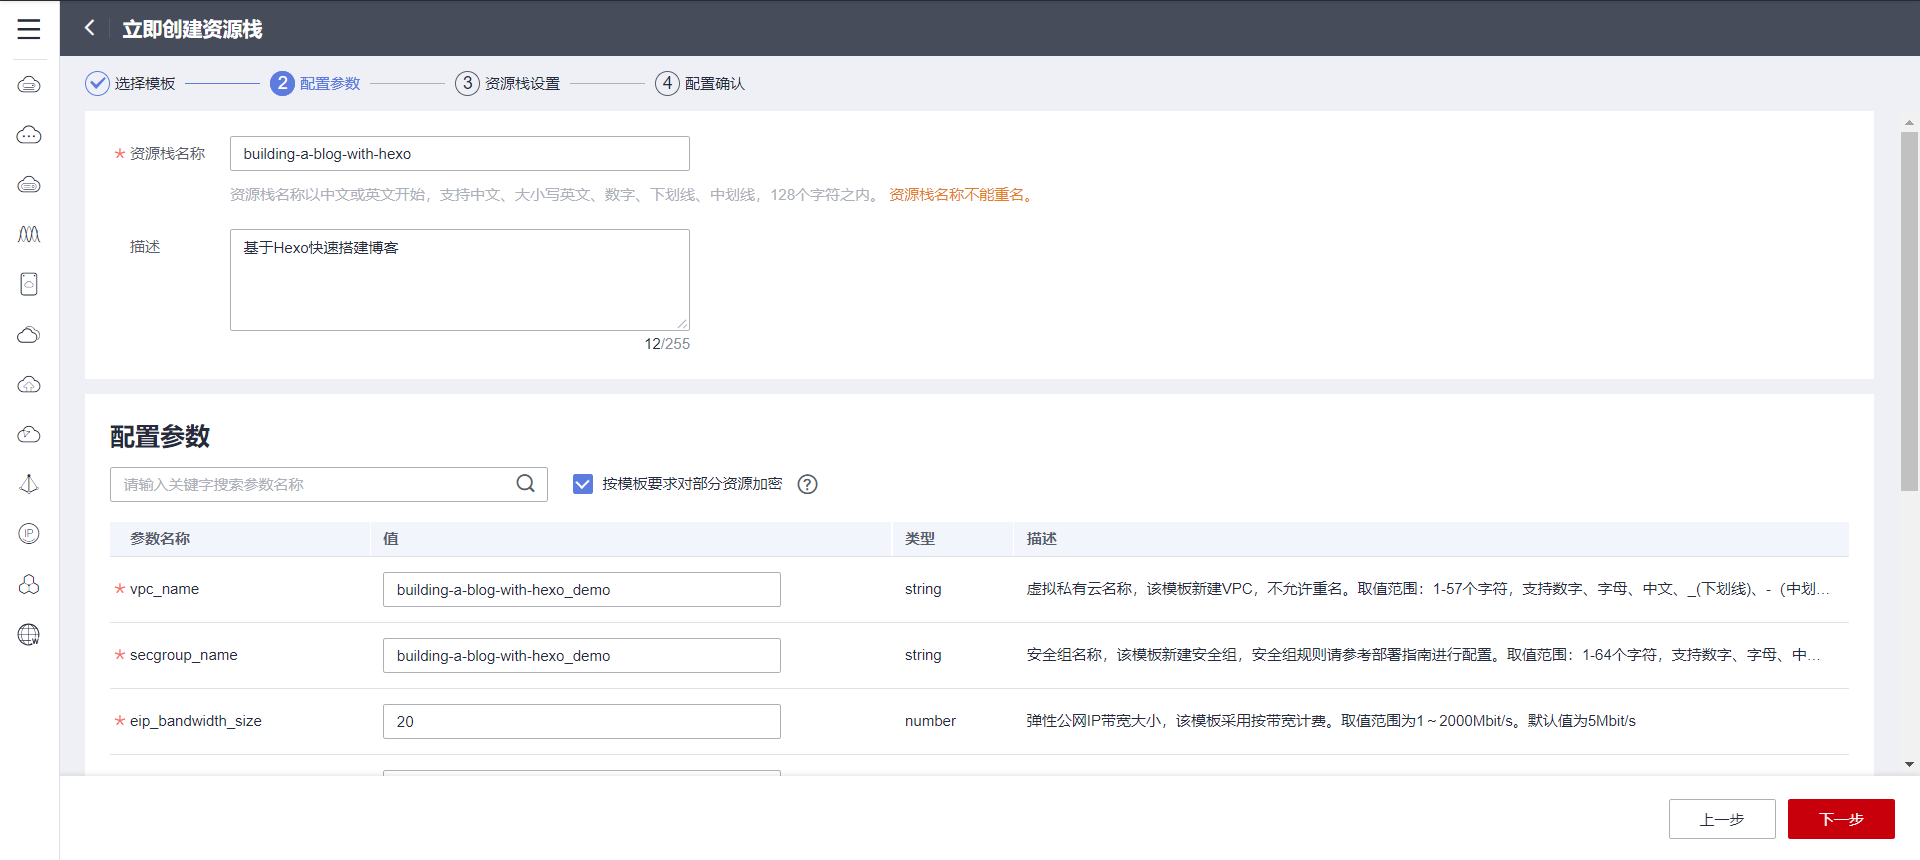 立即创建资源栈
选择模板 2 配置参数 3 资源栈设置 4 配置确认
* 资源栈名称 building-a-blog-with-hexo
资源栈名称以中文或英文开始，支持中文、大小写英文、数字、下划线、中划线，128个字符之内。 资源栈名称不能重名。
描述 基于Hexo快速搭建博客
12/255
配置参数
请输入关键字搜索参数名称 按模板要求对部分资源加密 ?
参数名称 值 类型 描述
* vpc_name building-a-blog-with-hexo_demo string 虚拟私有云名称，该模板新建VPC，不允许重名。取值范围：1-57个字符，支持数字、字母、中文、_(下划线)、-（中划...
* secgroup_name building-a-blog-with-hexo_demo string 安全组名称，该模板新建安全组，安全组规则请参考部署指南进行配置。取值范围：1-64个字符，支持数字、字母、中...
* eip_bandwidth_size 20 number 弹性公网IP带宽大小，该模板采用按带宽计费。取值范围为1～2000Mbit/s。默认值为5Mbit/s
IP
W
上一步 下一步